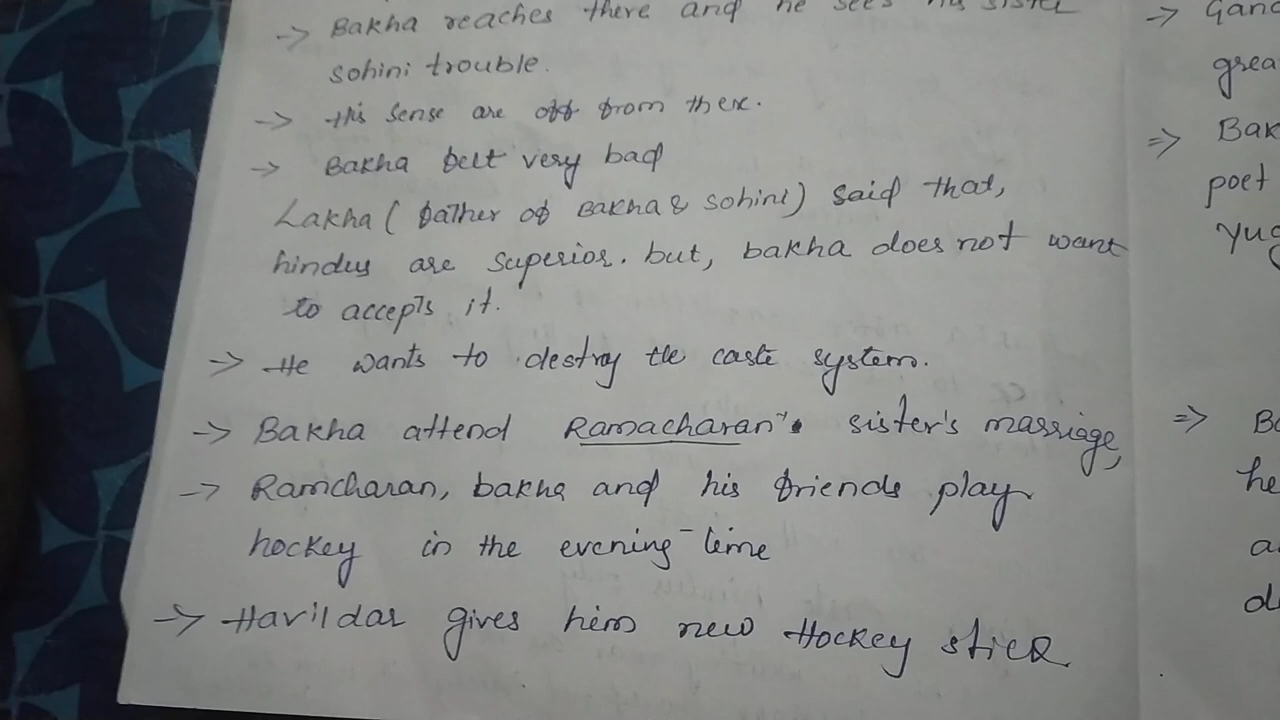 -> Bakha reaches there and he sees his sister
sohini trouble.
-> His sense are off from there.
-> Bakha felt very bad
Lakha ( father of Bakha & sohini) said that,
hindus are superior. but, bakha does not want
to accepts it.
-> He wants to destroy the caste system.
-> Bakha attend Ramacharan's sister's marriage,
-> Ramcharan, bakha and his friends play
hockey in the evening time
-> Havildar gives him new Hockey stick
=> Gand
grea
=> Bak
poet
yug
=> Ba
he
a
d